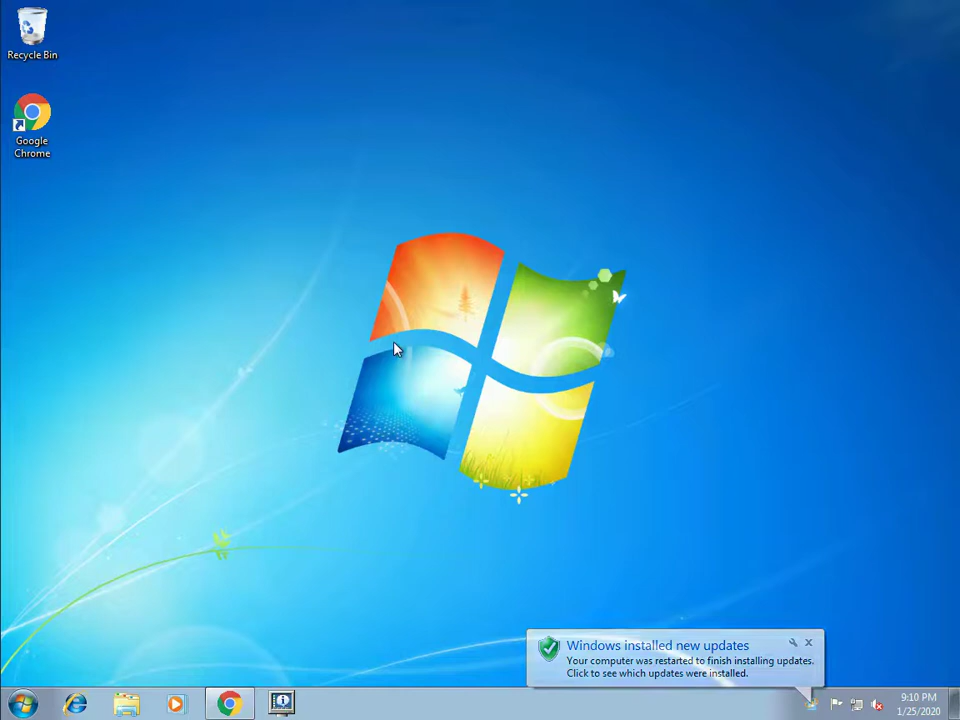 Recycle Bin
Google
Chrome
Windows installed new updates
Your computer was restarted to finish installing updates.
Click to see which updates were installed.
9:10 PM
1/25/2020